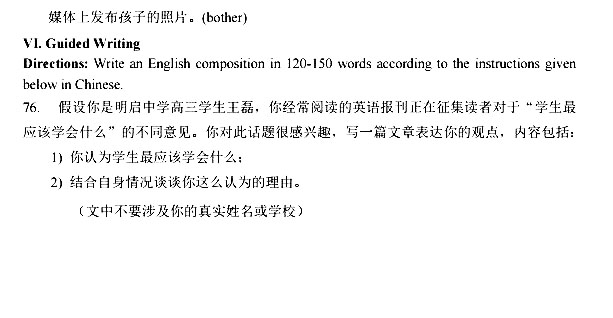 媒体上发布孩子的照片。(bother)
VI. Guided Writing
Directions: Write an English composition in 120-150 words according to the instructions given
below in Chinese.
76. 假设你是明启中学高三学生王磊，你经常阅读的英语报刊正在征集读者对于“学生最
应该学会什么”的不同意见。你对此话题很感兴趣，写一篇文章表达你的观点，内容包括：
1) 你认为学生最应该学会什么；
2) 结合自身情况谈谈你这么认为的理由。
（文中不要涉及你的真实姓名或学校）